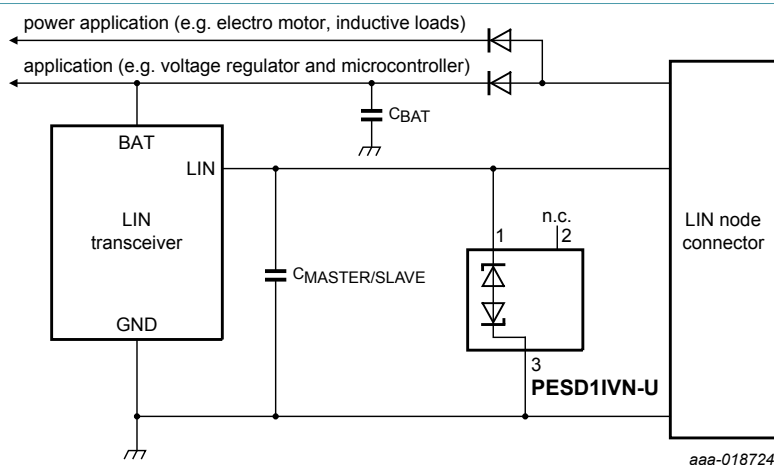 power application (e.g. electro motor, inductive loads)
application (e.g. voltage regulator and microcontroller)
CBAT
BAT
LIN
LIN
transceiver
n.c.
1
2
LIN node
connector
CMASTER/SLAVE
GND
3
PESD1IVN-U
aaa-018724